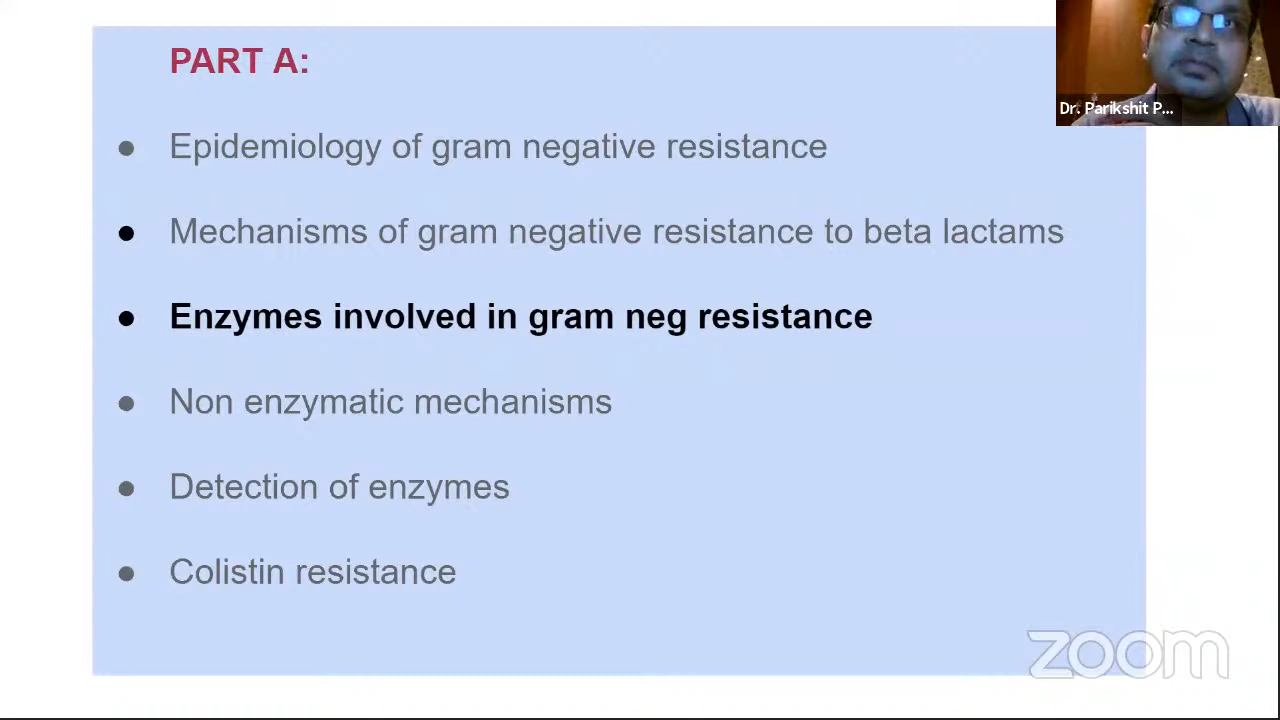 PART A:
Dr. Parikshit P...
● Epidemiology of gram negative resistance
● Mechanisms of gram negative resistance to beta lactams
● Enzymes involved in gram neg resistance
● Non enzymatic mechanisms
● Detection of enzymes
● Colistin resistance
zoom